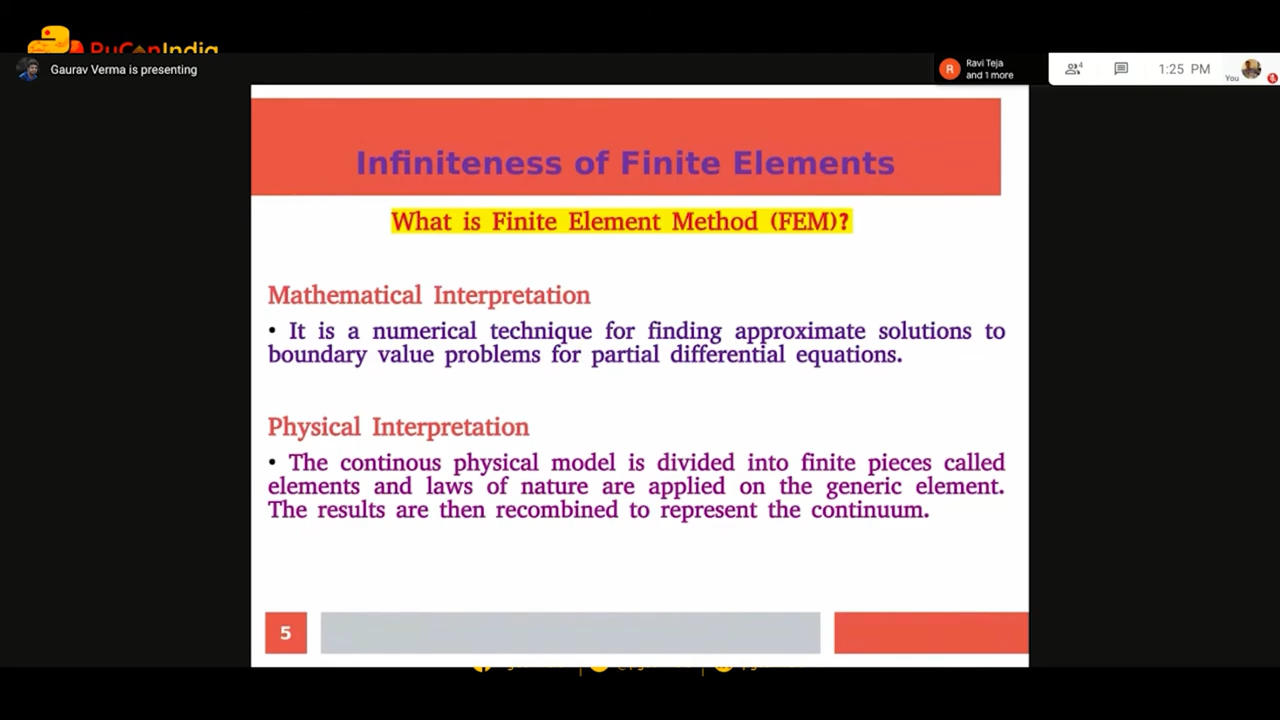 PyConIndia
Gaurav Verma is presenting
R
Ravi Teja
and 1 more
4
1:25 PM
You
Infiniteness of Finite Elements
What is Finite Element Method (FEM)?
Mathematical Interpretation
• It is a numerical technique for finding approximate solutions to
boundary value problems for partial differential equations.
Physical Interpretation
• The continous physical model is divided into finite pieces called
elements and laws of nature are applied on the generic element.
The results are then recombined to represent the continuum.
5